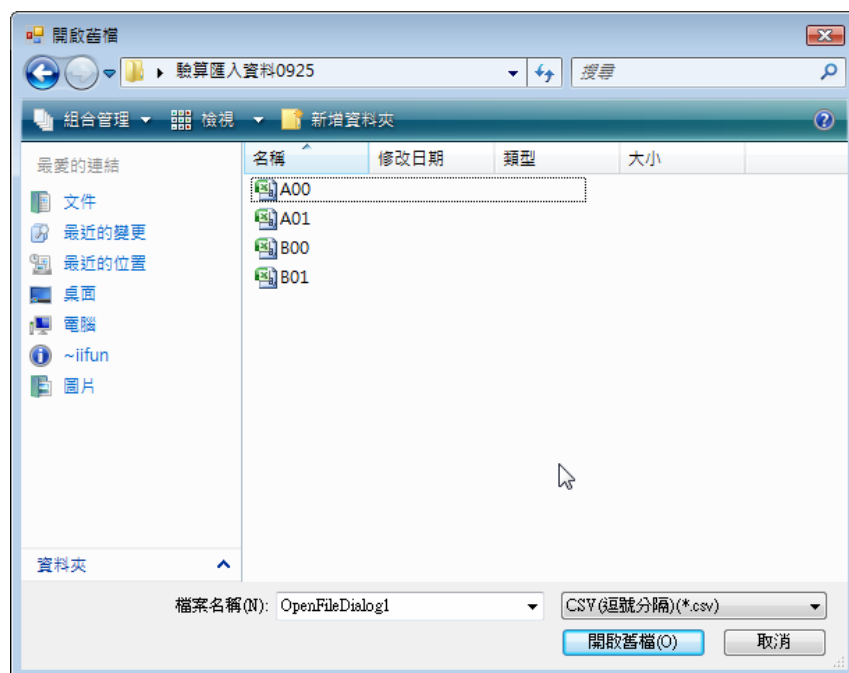 開啟舊檔
驗算匯入資料0925
搜尋
組合管理 檢視 新增資料夾
最愛的連結
文件
最近的變更
最近的位置
桌面
電腦
~iifun
圖片
資料夾
名稱 修改日期 類型 大小
A00
A01
B00
B01
檔案名稱(N): OpenFileDialog1 CSV(逗號分隔)(*.csv)
開啟舊檔(O) 取消